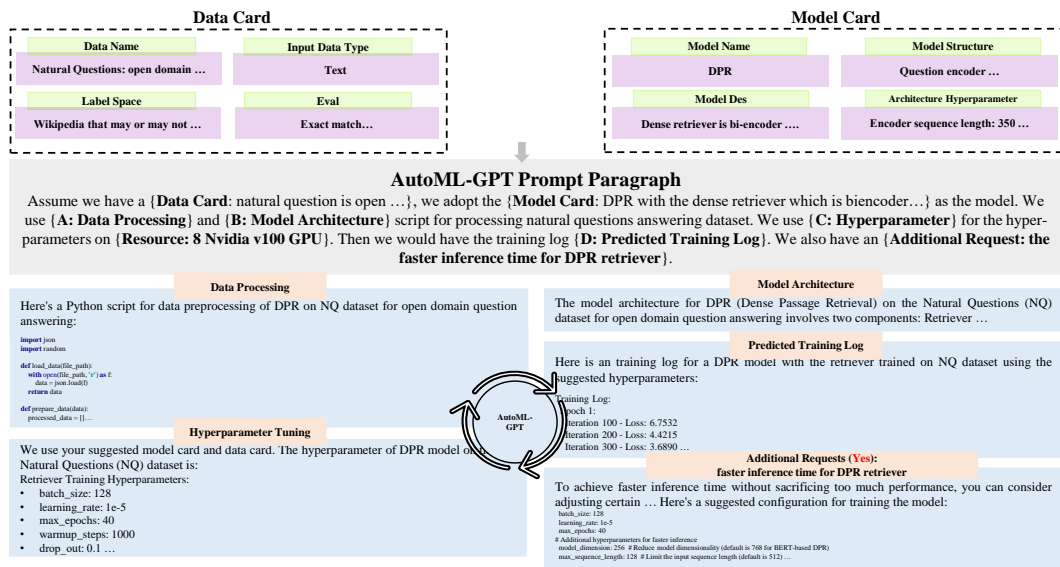 Data Card
Model Card
Data Name
Input Data Type
Natural Questions: open domain …
Text
Label Space
Eval
Wikipedia that may or may not …
Exact match…
Model Name
Model Structure
DPR
Question encoder …
Model Des
Architecture Hyperparameter
Dense retriever is bi-encoder ….
Encoder sequence length: 350 …
AutoML-GPT Prompt Paragraph
Assume we have a {Data Card: natural question is open …}, we adopt the {Model Card: DPR with the dense retriever which is biencoder…} as the model. We
use {A: Data Processing} and {B: Model Architecture} script for processing natural questions answering dataset. We use {C: Hyperparameter} for the hyper-
parameters on {Resource: 8 Nvidia v100 GPU}. Then we would have the training log {D: Predicted Training Log}. We also have an {Additional Request: the
faster inference time for DPR retriever}.
Data Processing
Here's a Python script for data preprocessing of DPR on NQ dataset for open domain question
answering:
import json
import random
def load_data(file_path):
with open(file_path, 'r') as f:
data = json.load(f)
return data
def prepare_data(data):
processed_data = []…
Hyperparameter Tuning
We use your suggested model card and data card. The hyperparameter of DPR model on
Natural Questions (NQ) dataset is:
Retriever Training Hyperparameters:
• batch_size: 128
• learning_rate: 1e-5
• max_epochs: 40
• warmup_steps: 1000
• drop_out: 0.1 …
AutoML-
GPT
Model Architecture
The model architecture for DPR (Dense Passage Retrieval) on the Natural Questions (NQ)
dataset for open domain question answering involves two components: Retriever …
Predicted Training Log
Here is an training log for a DPR model with the retriever trained on NQ dataset using the
suggested hyperparameters:
Training Log:
Epoch 1:
Iteration 100 - Loss: 6.7532
Iteration 200 - Loss: 4.4215
Iteration 300 - Loss: 3.6890 …
Additional Requests (Yes):
faster inference time for DPR retriever
To achieve faster inference time without sacrificing too much performance, you can consider
adjusting certain … Here's a suggested configuration for training the model:
batch_size: 128
learning_rate: 1e-5
max_epochs: 40
# Additional hyperparameters for faster inference
model_dimension: 256 # Reduce model dimensionality (default is 768 for BERT-based DPR)
max_sequence_length: 128 # Limit the input sequence length (default is 512) …